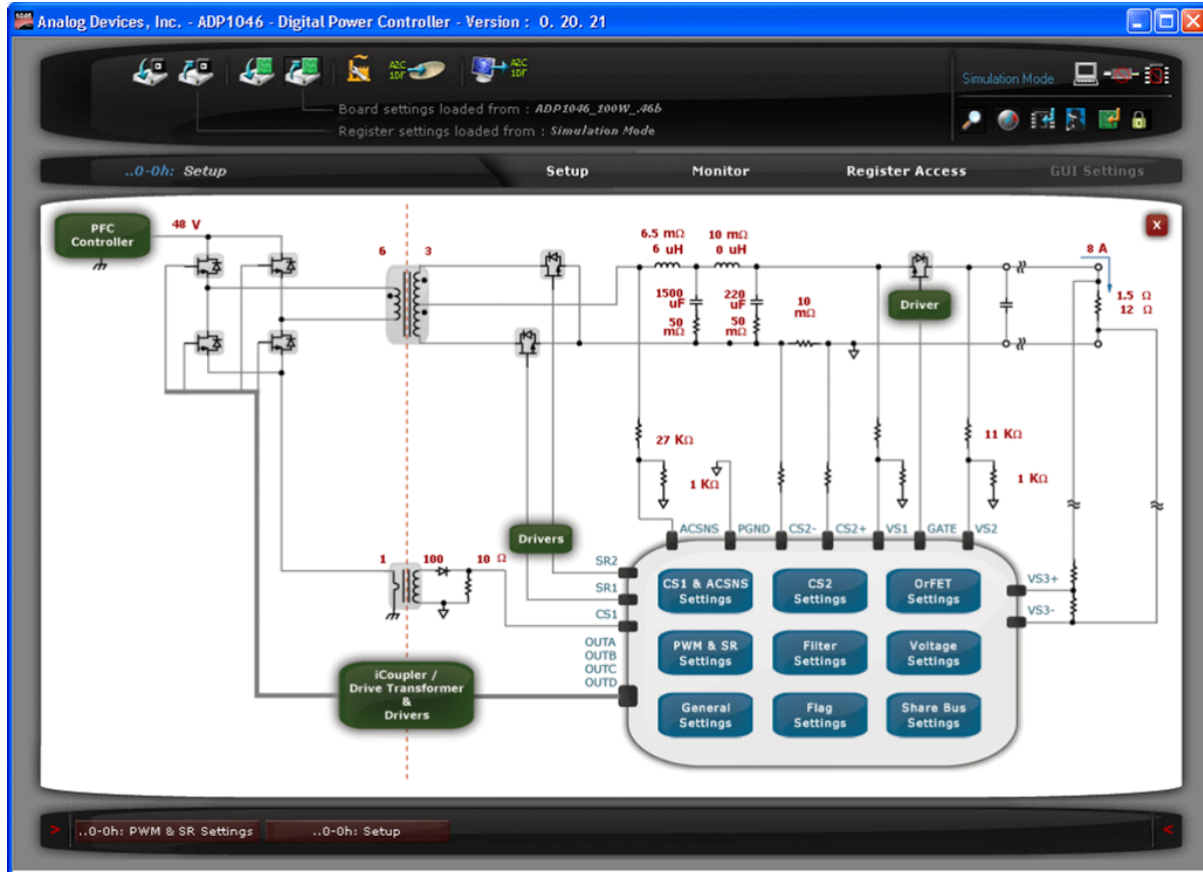 Analog Devices, Inc. - ADP1046 - Digital Power Controller - Version : 0. 20. 21
Simulation Mode
Board settings loaded from : ADP1046_100W_.46b
Register settings loaded from : Simulation Mode
..0-0h: Setup
Setup
Monitor
Register Access
GUI Settings
PFC
Controller
48 V
6
3
6.5 mΩ
6 uH
10 mΩ
0 uH
1500
uF
50
mΩ
220
uF
50
mΩ
10
mΩ
Driver
8 A
1.5 Ω
12 Ω
27 KΩ
1 KΩ
11 KΩ
1 KΩ
ACSNS
PGND
CS2-
CS2+
VS1
GATE
VS2
Drivers
1
100
10 Ω
SR2
SR1
CS1
OUTA
OUTB
OUTC
OUTD
VS3+
VS3-
CS1 & ACSNS
Settings
CS2
Settings
OrFET
Settings
PWM & SR
Settings
Filter
Settings
Voltage
Settings
General
Settings
Flag
Settings
Share Bus
Settings
iCoupler /
Drive Transformer
&
Drivers
> ..0-0h: PWM & SR Settings
..0-0h: Setup
<